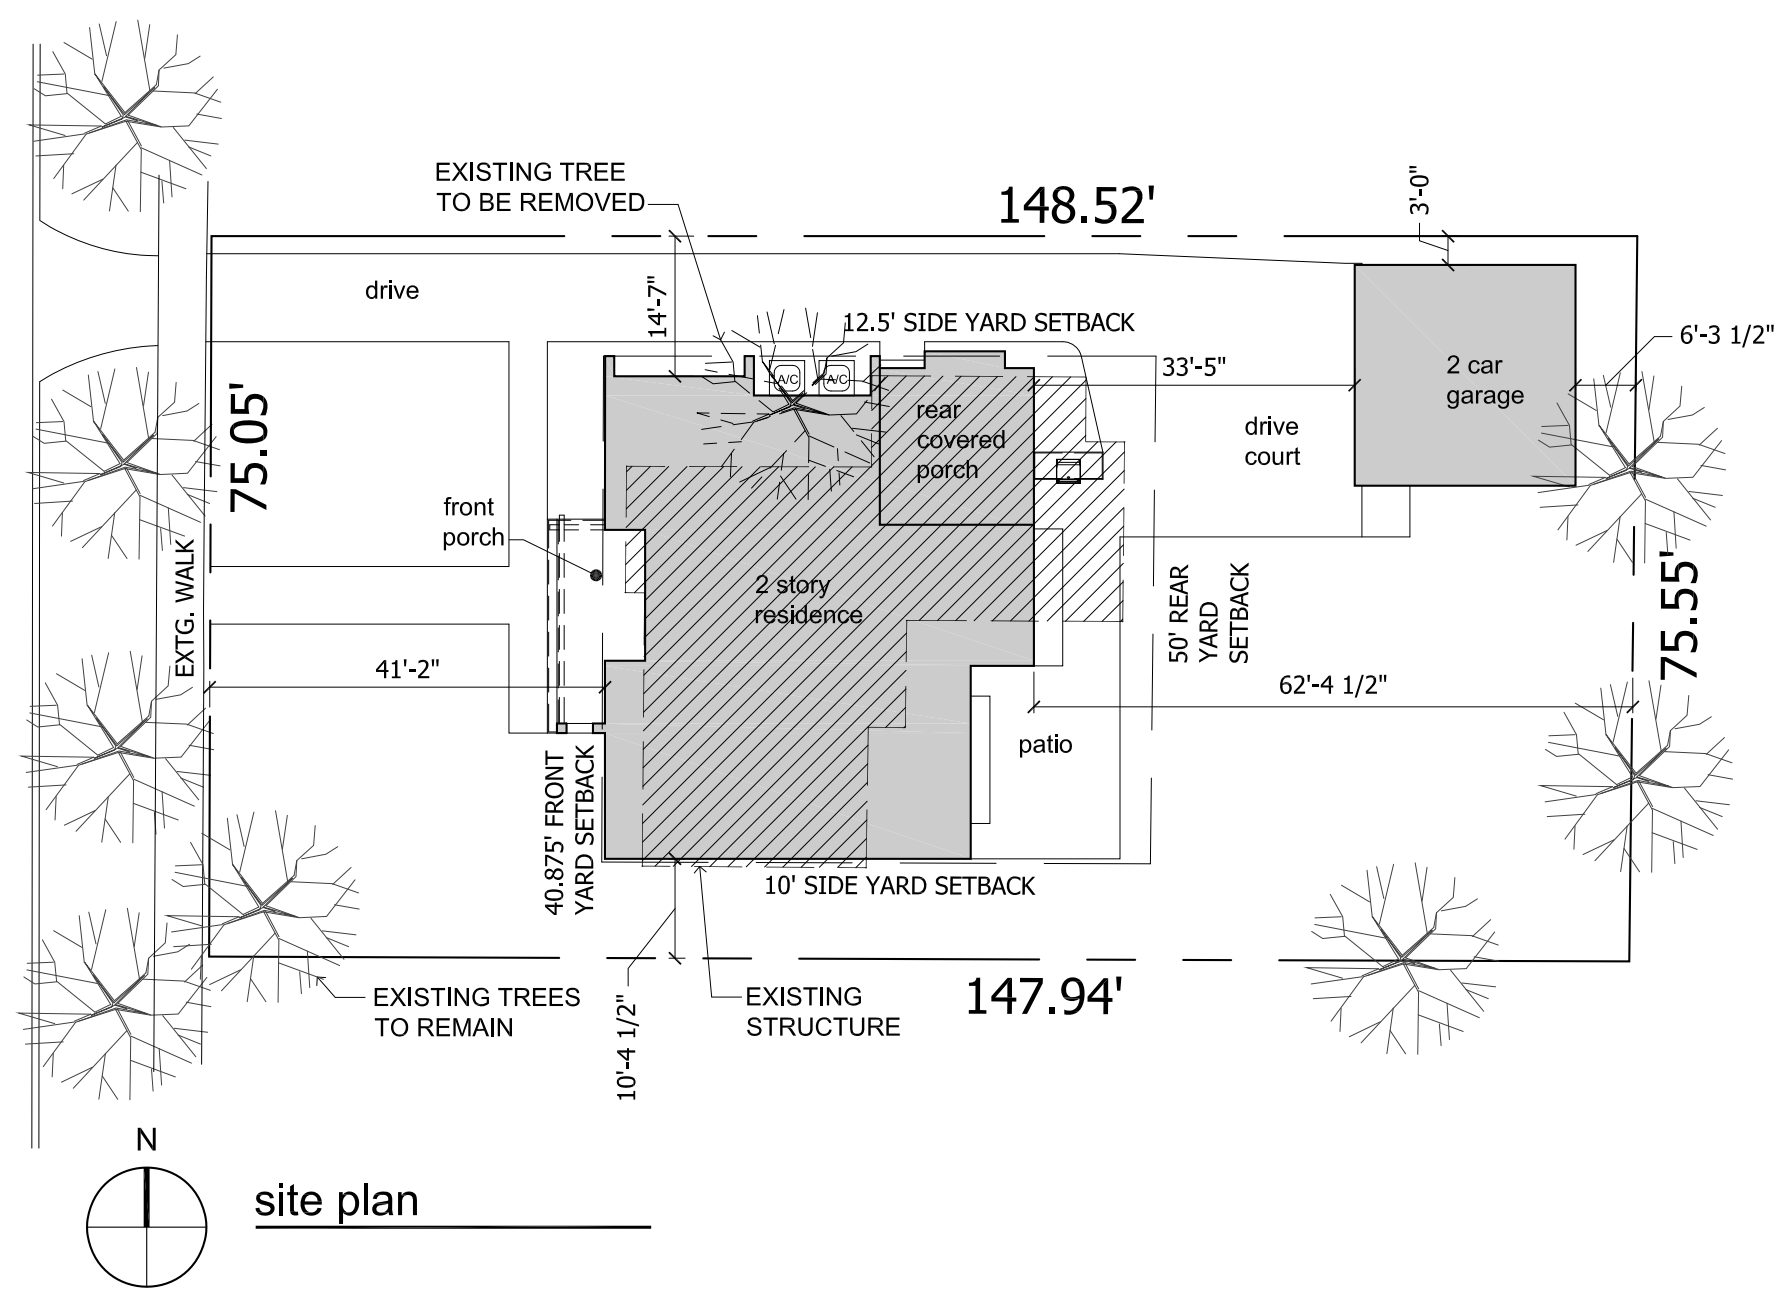 EXISTING TREE
TO BE REMOVED
148.52'
3'-0"
drive
14'-7"
12.5' SIDE YARD SETBACK
6'-3 1/2"
33'-5"
2 car
garage
A/C
A/C
75.05'
rear
covered
porch
drive
court
front
porch
EXTG. WALK
2 story
residence
50' REAR
YARD
SETBACK
75.55'
41'-2"
62'-4 1/2"
patio
40.875' FRONT
YARD SETBACK
10' SIDE YARD SETBACK
EXISTING TREES
TO REMAIN
10'-4 1/2"
EXISTING
STRUCTURE
147.94'
N
site plan